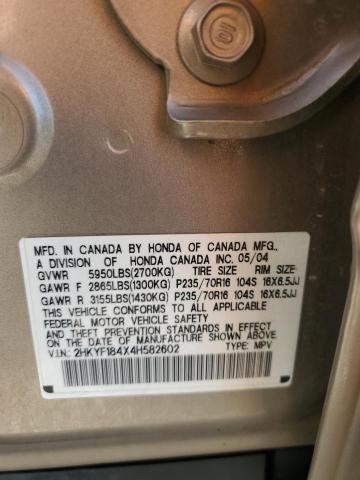 MFD. IN CANADA BY HONDA OF CANADA MFG.,
A DIVISION OF HONDA CANADA INC. 05/04
GVWR 5950LBS(2700KG) TIRE SIZE RIM SIZE
GAWR F 2865LBS(1300KG) P235/70R16 104S 16X6.5JJ
GAWR R 3155LBS(1430KG) P235/70R16 104S 16X6.5JJ
THIS VEHICLE CONFORMS TO ALL APPLICABLE
FEDERAL MOTOR VEHICLE SAFETY AND THEFT
PREVENTION STANDARDS IN EFFECT ON THE
DATE OF MANUFACTURE SHOWN ABOVE.
V.I.N.: 2HKYF184X4H582602 TYPE: MPV